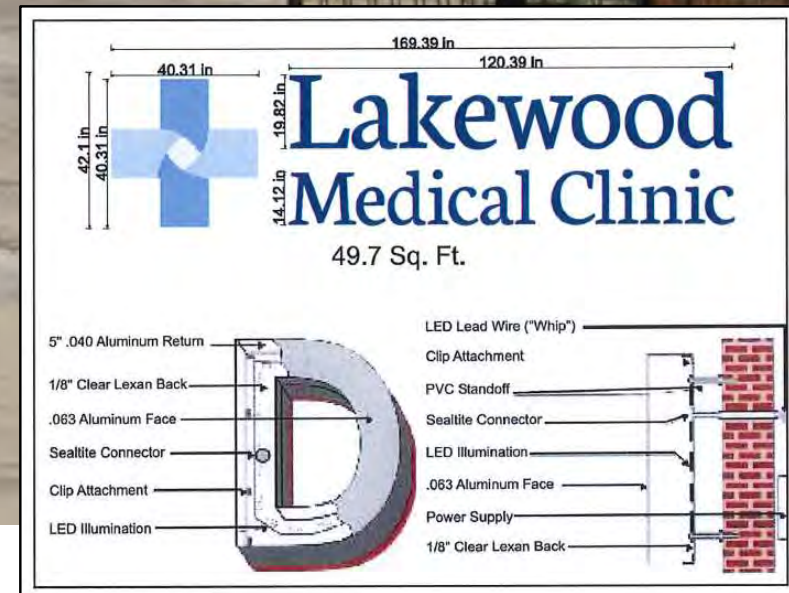 169.39 in
40.31 in
120.39 in
42.1 in
40.31 in
19.82 in
14.12 in
Lakewood
Medical Clinic
49.7 Sq. Ft.
5" .040 Aluminum Return
1/8" Clear Lexan Back
.063 Aluminum Face
Sealtite Connector
Clip Attachment
LED Illumination
LED Lead Wire ("Whip")
Clip Attachment
PVC Standoff
Sealtite Connector
LED Illumination
.063 Aluminum Face
Power Supply
1/8" Clear Lexan Back